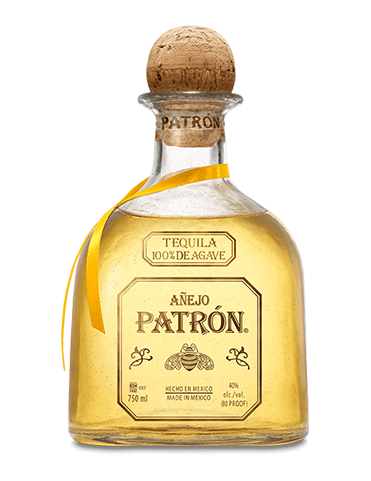 PATRÓN
TEQUILA
100% DE AGAVE
AÑEJO
PATRÓN®
HECHO EN MEXICO
MADE IN MEXICO
750 ml
40%
alc./vol.
(80 PROOF)